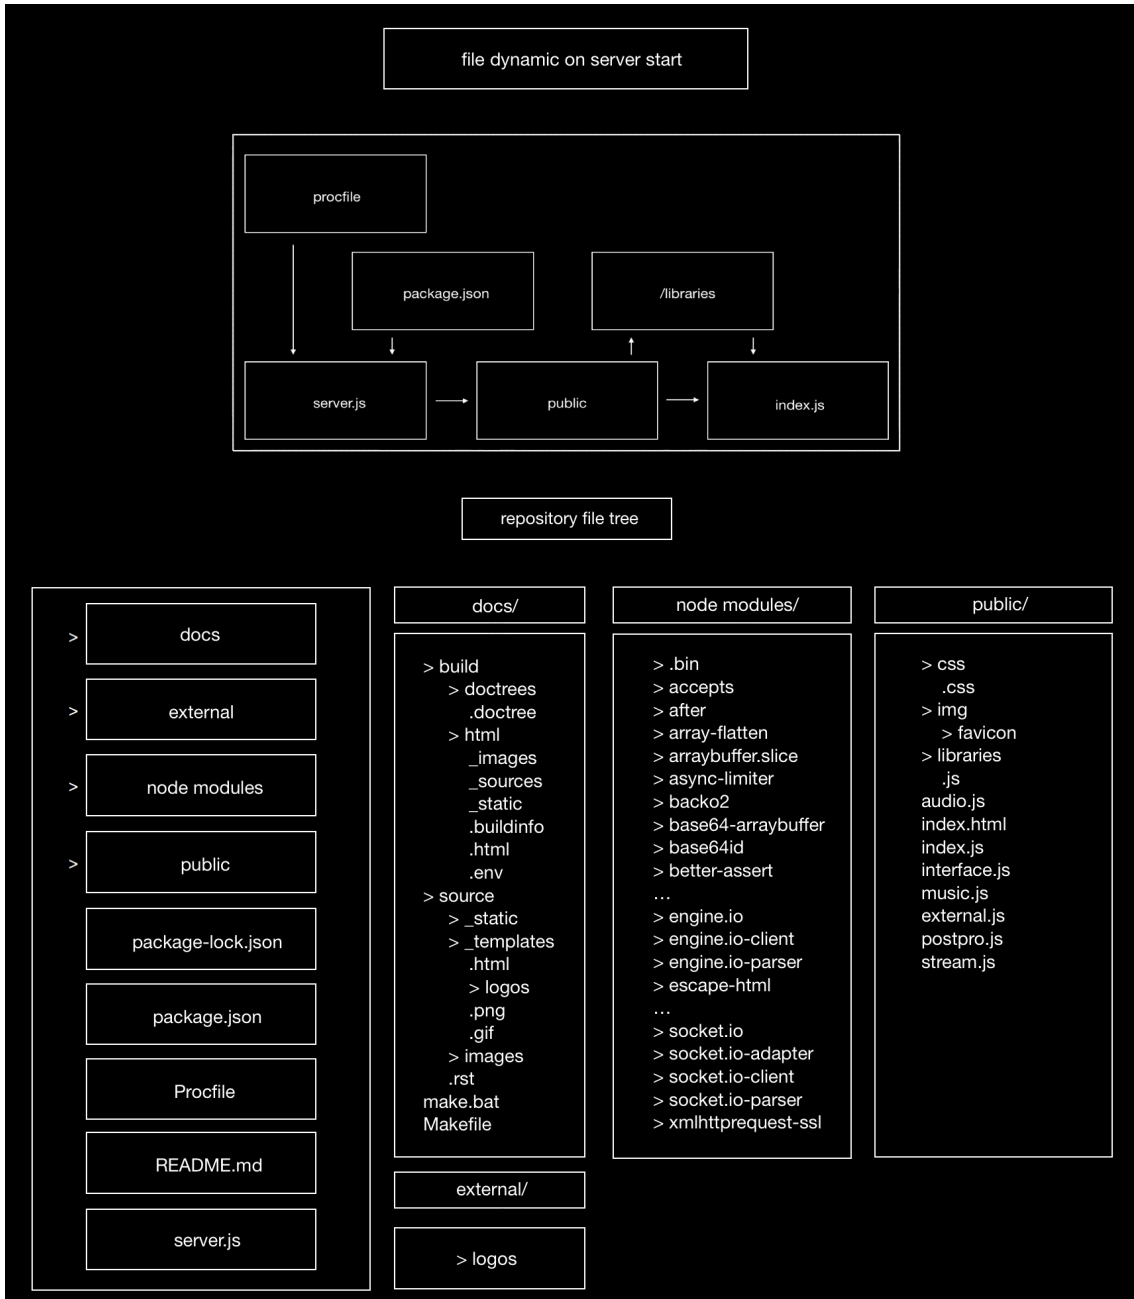 file dynamic on server start
procfile
package.json
/libraries
server.js
public
index.js
repository file tree
> docs
> external
> node modules
> public
package-lock.json
package.json
Procfile
README.md
server.js
docs/
> build
> doctrees
.doctree
> html
_images
_sources
_static
.buildinfo
.html
.env
> source
> _static
> _templates
.html
> logos
.png
.gif
> images
.rst
make.bat
Makefile
external/
> logos
node modules/
> .bin
> accepts
> after
> array-flatten
> arraybuffer.slice
> async-limiter
> backo2
> base64-arraybuffer
> base64id
> better-assert
...
> engine.io
> engine.io-client
> engine.io-parser
> escape-html
...
> socket.io
> socket.io-adapter
> socket.io-client
> socket.io-parser
> xmlhttprequest-ssl
public/
> css
.css
> img
> favicon
> libraries
.js
audio.js
index.html
index.js
interface.js
music.js
external.js
postpro.js
stream.js